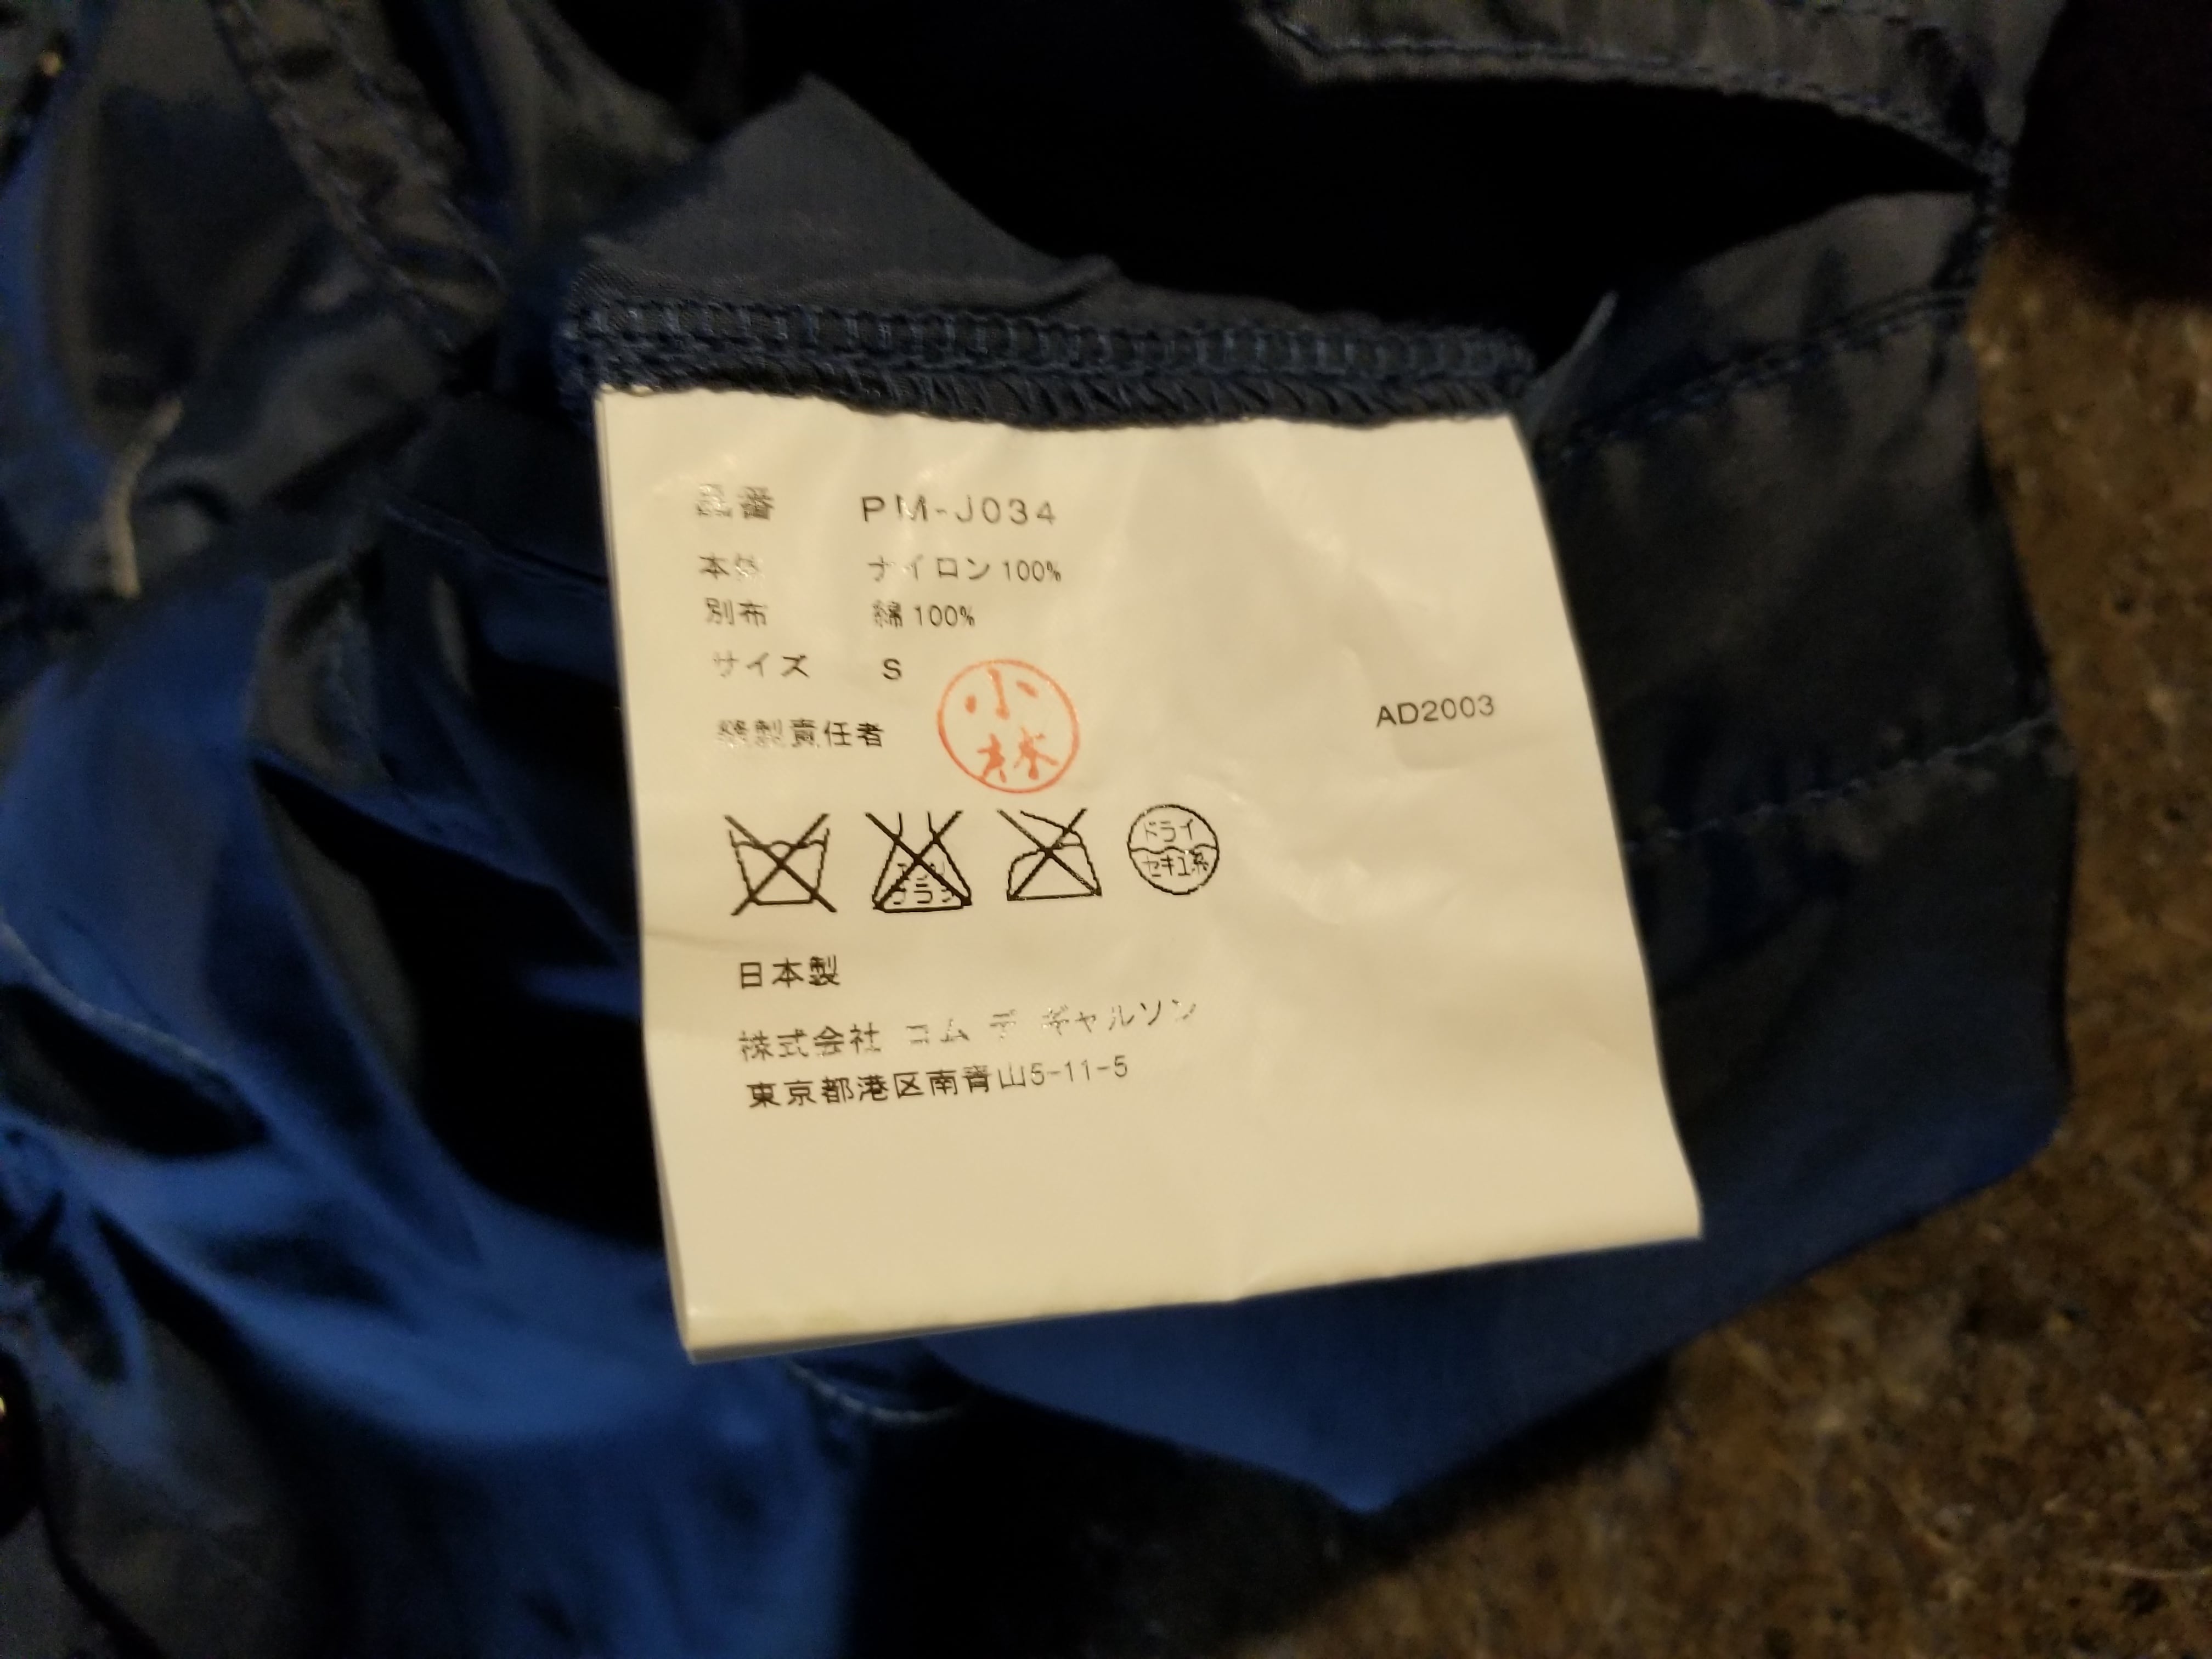 品番 PM-J034
本体 ナイロン100%
別布 綿100%
サイズ S
縫製責任者 小林
AD2003
ドライ
セキユ系
日本製
株式会社 コム デ ギャルソン
東京都港区南青山5-11-5